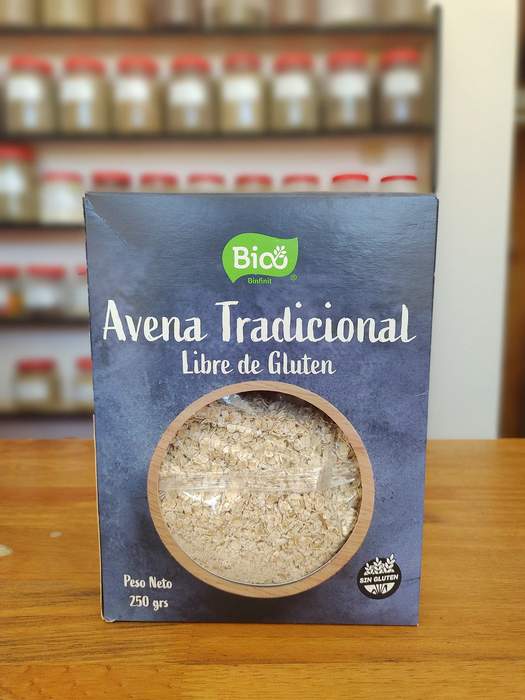 Bioo
Binfinit
®
Avena Tradicional
Libre de Gluten
Peso Neto
250 grs
SIN GLUTEN